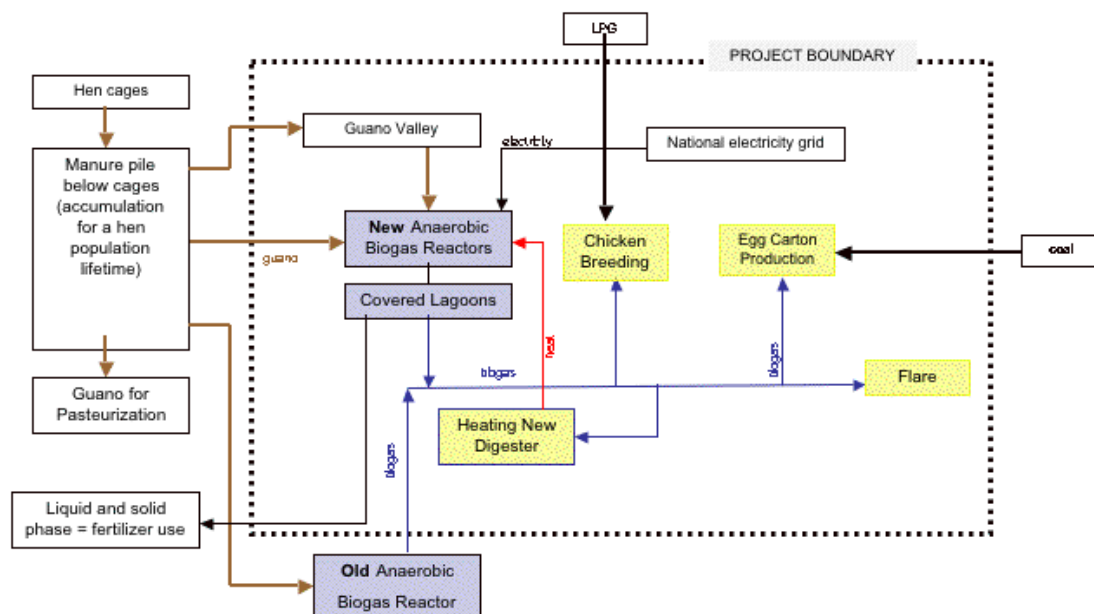 LPG
PROJECT BOUNDARY
Hen cages
Guano Valley
electricity
National electricity grid
Manure pile
below cages
(accumulation
for a hen
population
lifetime)
New Anaerobic
Biogas Reactors
Chicken
Breeding
Egg Carton
Production
coal
guano
Covered Lagoons
heat
biogas
biogas
Flare
Guano for
Pasteurization
Heating New
Digester
biogas
Liquid and solid
phase = fertilizer use
Old Anaerobic
Biogas Reactor